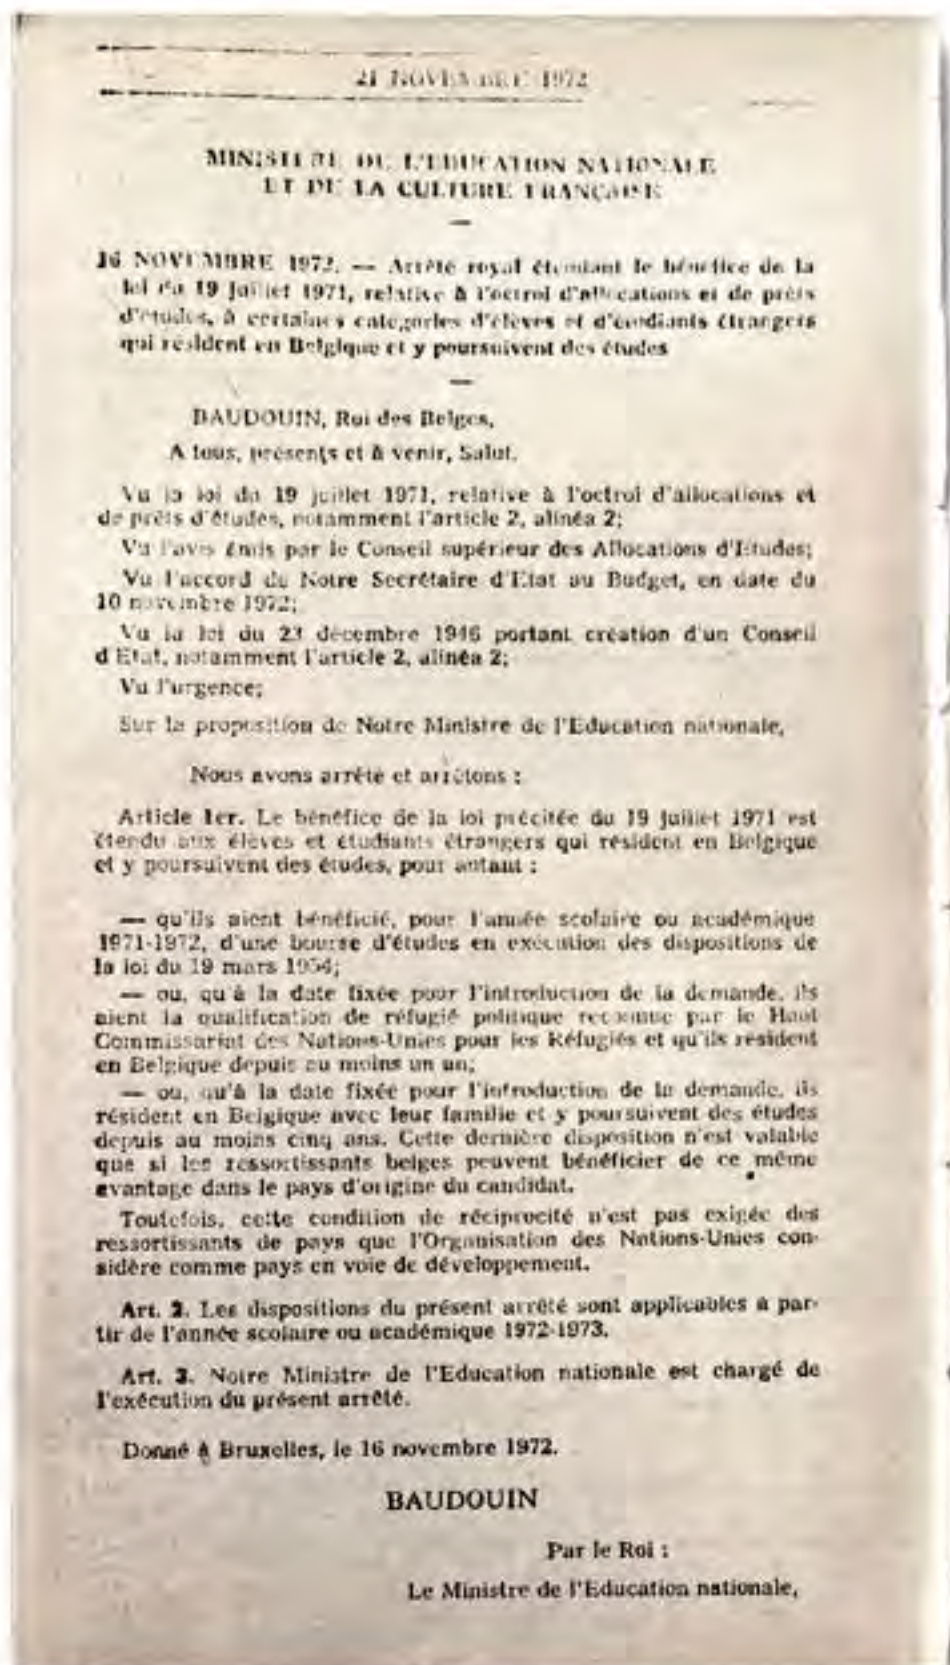 21 NOVEMBRE 1972
MINISTERE DE L'EDUCATION NATIONALE
ET DE LA CULTURE FRANÇAISE
16 NOVEMBRE 1972. — Arrêté royal étendant le bénéfice de la
loi du 19 juillet 1971, relative à l'octroi d'allocations et de prêts
d'études, à certaines catégories d'élèves et d'étudiants étrangers
qui résident en Belgique et y poursuivent des études
BAUDOUIN, Roi des Belges,
A tous, présents et à venir, Salut.
Vu la loi du 19 juillet 1971, relative à l'octroi d'allocations et
de prêts d'études, notamment l'article 2, alinéa 2;
Vu l'avis émis par le Conseil supérieur des Allocations d'Etudes;
Vu l'accord de Notre Secrétaire d'Etat au Budget, en date du
10 novembre 1972;
Vu la loi du 23 décembre 1946 portant création d'un Conseil
d'Etat, notamment l'article 2, alinéa 2;
Vu l'urgence;
Sur la proposition de Notre Ministre de l'Education nationale,
Nous avons arrêté et arrêtons :
Article 1er. Le bénéfice de la loi précitée du 19 juillet 1971 est
étendu aux élèves et étudiants étrangers qui résident en Belgique
et y poursuivent des études, pour autant :
— qu'ils aient bénéficié, pour l'année scolaire ou académique
1971-1972, d'une bourse d'études en exécution des dispositions de
la loi du 19 mars 1954;
— ou, qu'à la date fixée pour l'introduction de la demande, ils
aient la qualification de réfugié politique reconnue par le Haut
Commissariat des Nations-Unies pour les Réfugiés et qu'ils résident
en Belgique depuis au moins un an;
— ou, qu'à la date fixée pour l'introduction de la demande, ils
résident en Belgique avec leur famille et y poursuivent des études
depuis au moins cinq ans. Cette dernière disposition n'est valable
que si les ressortissants belges peuvent bénéficier de ce même
avantage dans le pays d'origine du candidat.
Toutefois, cette condition de réciprocité n'est pas exigée des
ressortissants de pays que l'Organisation des Nations-Unies con-
sidère comme pays en voie de développement.
Art. 2. Les dispositions du présent arrêté sont applicables à par-
tir de l'année scolaire ou académique 1972-1973.
Art. 3. Notre Ministre de l'Education nationale est chargé de
l'exécution du présent arrêté.
Donné à Bruxelles, le 16 novembre 1972.
BAUDOUIN
Par le Roi :
Le Ministre de l'Education nationale,